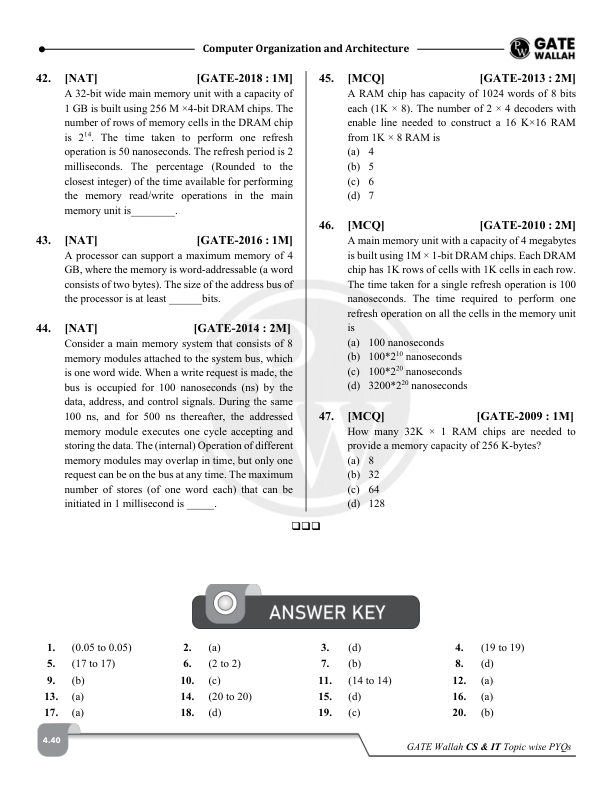 Computer Organization and Architecture
GATE
WALLAH
42. [NAT] [GATE-2018 : 1M]
A 32-bit wide main memory unit with a capacity of
1 GB is built using 256 M ×4-bit DRAM chips. The
number of rows of memory cells in the DRAM chip
is 2¹⁴. The time taken to perform one refresh
operation is 50 nanoseconds. The refresh period is 2
milliseconds. The percentage (Rounded to the
closest integer) of the time available for performing
the memory read/write operations in the main
memory unit is________.
43. [NAT] [GATE-2016 : 1M]
A processor can support a maximum memory of 4
GB, where the memory is word-addressable (a word
consists of two bytes). The size of the address bus of
the processor is at least ______bits.
44. [NAT] [GATE-2014 : 2M]
Consider a main memory system that consists of 8
memory modules attached to the system bus, which
is one word wide. When a write request is made, the
bus is occupied for 100 nanoseconds (ns) by the
data, address, and control signals. During the same
100 ns, and for 500 ns thereafter, the addressed
memory module executes one cycle accepting and
storing the data. The (internal) Operation of different
memory modules may overlap in time, but only one
request can be on the bus at any time. The maximum
number of stores (of one word each) that can be
initiated in 1 millisecond is _____.
45. [MCQ] [GATE-2013 : 2M]
A RAM chip has capacity of 1024 words of 8 bits
each (1K × 8). The number of 2 × 4 decoders with
enable line needed to construct a 16 K×16 RAM
from 1K × 8 RAM is
(a) 4
(b) 5
(c) 6
(d) 7
46. [MCQ] [GATE-2010 : 2M]
A main memory unit with a capacity of 4 megabytes
is built using 1M × 1-bit DRAM chips. Each DRAM
chip has 1K rows of cells with 1K cells in each row.
The time taken for a single refresh operation is 100
nanoseconds. The time required to perform one
refresh operation on all the cells in the memory unit
is
(a) 100 nanoseconds
(b) 100*2¹⁰ nanoseconds
(c) 100*2²⁰ nanoseconds
(d) 3200*2²⁰ nanoseconds
47. [MCQ] [GATE-2009 : 1M]
How many 32K × 1 RAM chips are needed to
provide a memory capacity of 256 K-bytes?
(a) 8
(b) 32
(c) 64
(d) 128
❑❑❑
ANSWER KEY
1. (0.05 to 0.05) 2. (a) 3. (d) 4. (19 to 19)
5. (17 to 17) 6. (2 to 2) 7. (b) 8. (d)
9. (b) 10. (c) 11. (14 to 14) 12. (a)
13. (a) 14. (20 to 20) 15. (d) 16. (a)
17. (a) 18. (d) 19. (c) 20. (b)
4.40
GATE Wallah CS & IT Topic wise PYQs